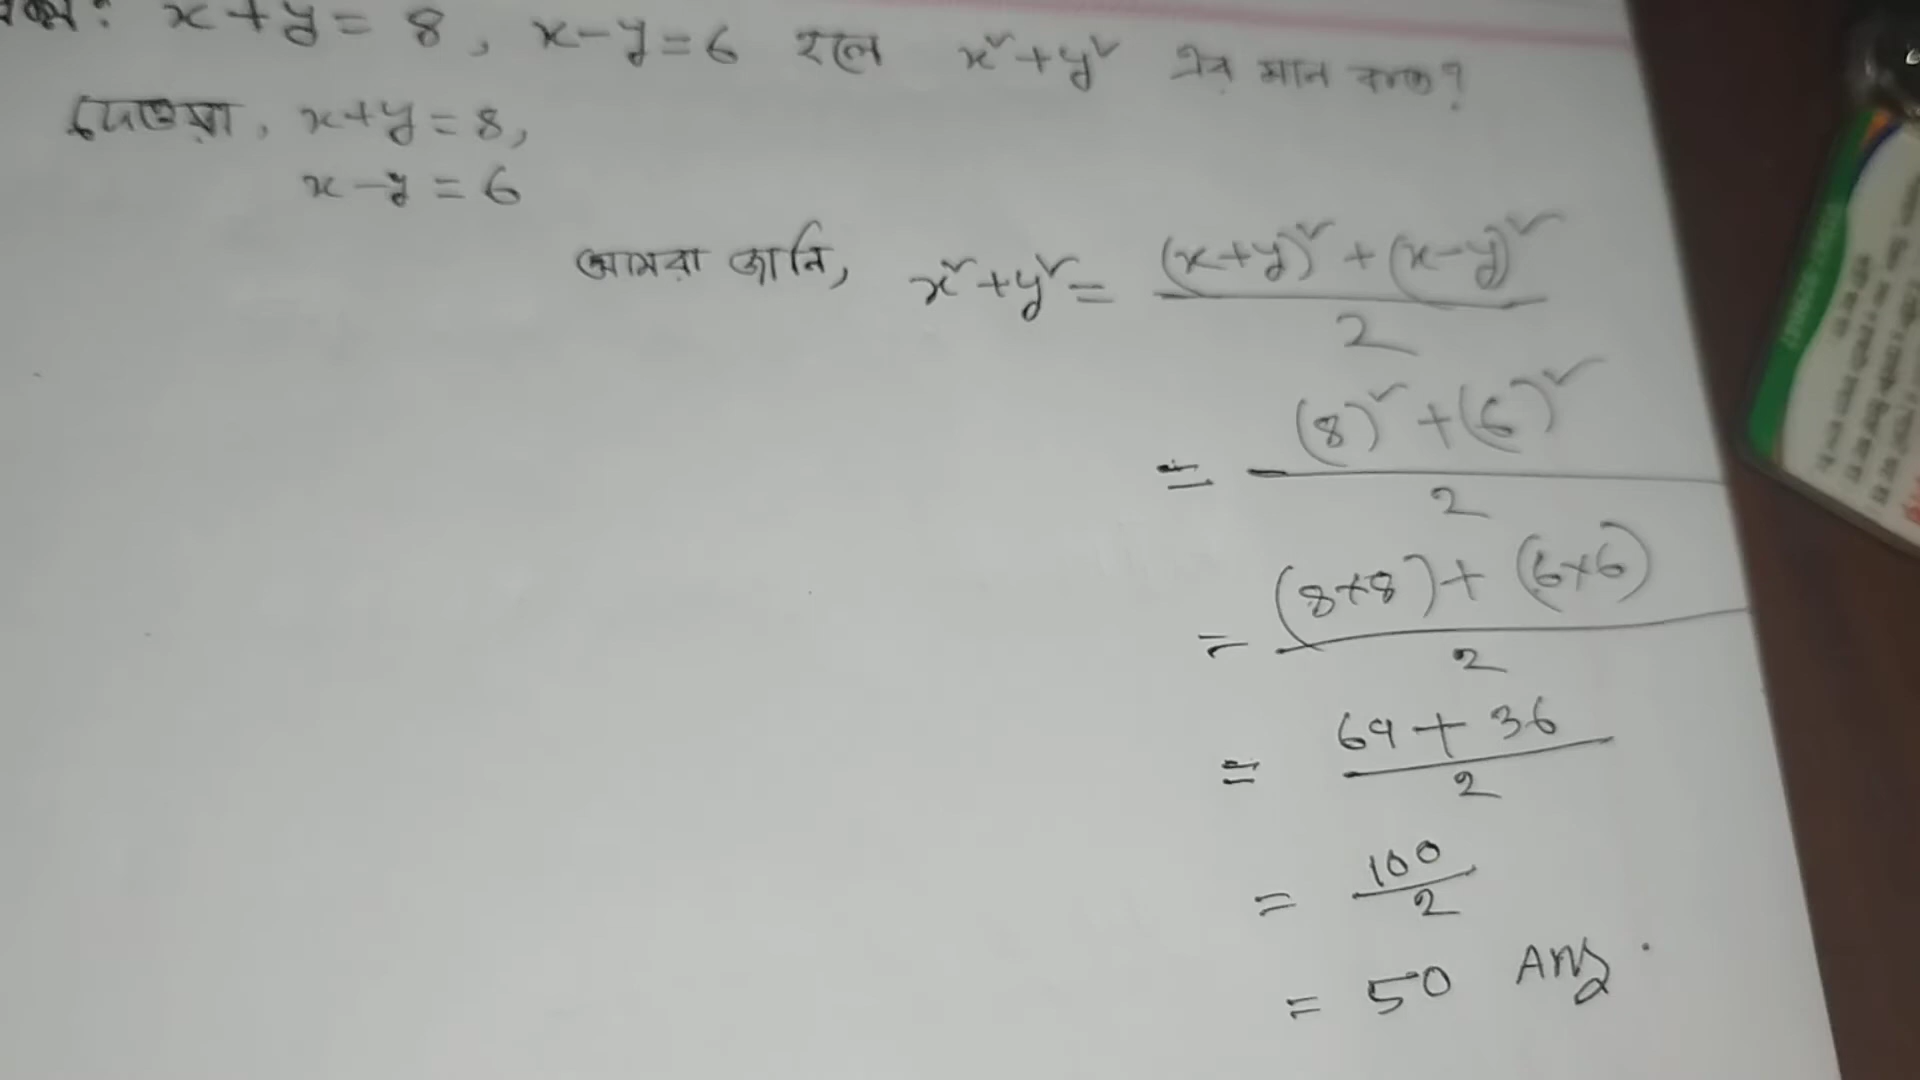 x+y=8, x-y=6 হলে x²+y² এর মান কত?
দেওয়া, x+y=8,
x-y=6
আমরা জানি, x²+y²= (x+y)²+(x-y)² / 2
= (8)²+(6)² / 2
= (8×8)+(6×6) / 2
= 64+36 / 2
= 100 / 2
= 50 Ans.